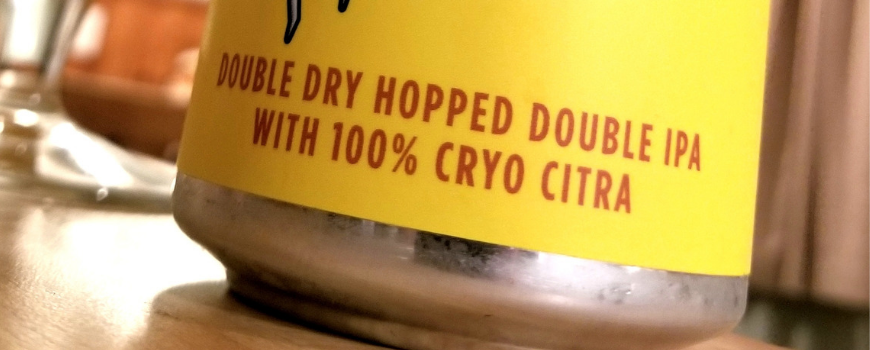 DOUBLE DRY HOPPED DOUBLE IPA
WITH 100% CRYO CITRA